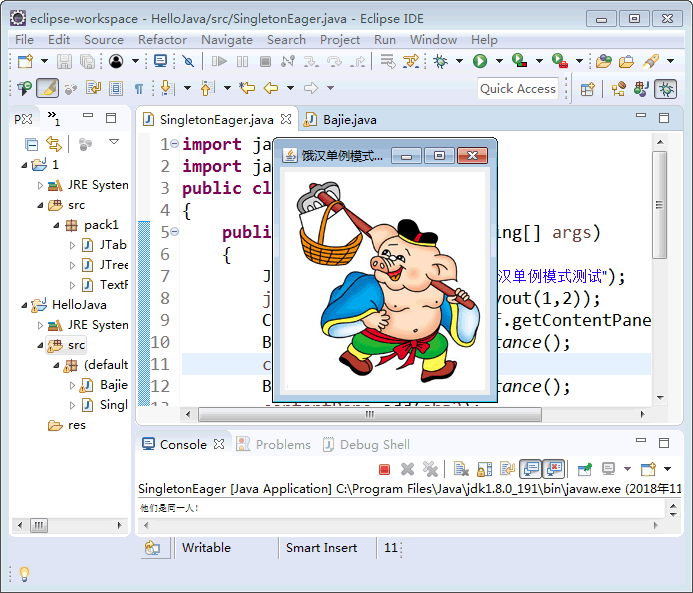 eclipse-workspace - HelloJava/src/SingletonEager.java - Eclipse IDE
File Edit Source Refactor Navigate Search Project Run Window Help
Quick Access
P
»1
SingletonEager.java
Bajie.java
1
JRE System
src
pack1
JTab
JTree
TextF
HelloJava
JRE System
src
(default
Bajie
Singl
res
1 import ja
2 import ja
3 public cl
4 {
5 publi ing[] args)
6 {
7 J 汉单例模式测试");
8 j yout(1,2));
9 C f.getContentPane
10 B tance();
11 c
12 B tance();
饿汉单例模式...
Console
Problems
Debug Shell
SingletonEager [Java Application] C:\Program Files\Java\jdk1.8.0_191\bin\javaw.exe (2018年11
他们是同一人!
Writable
Smart Insert
11